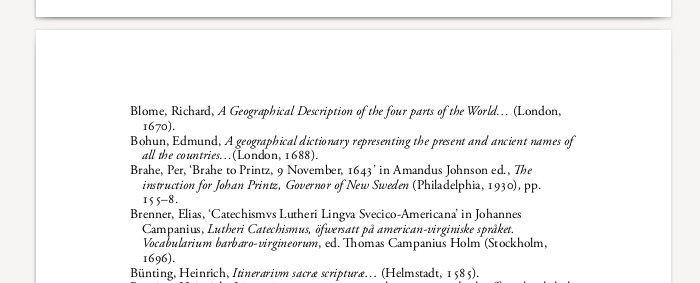 Blome, Richard, A Geographical Description of the four parts of the World… (London,
1670).
Bohun, Edmund, A geographical dictionary representing the present and ancient names of
all the countries…(London, 1688).
Brahe, Per, ‘Brahe to Printz, 9 November, 1643’ in Amandus Johnson ed., The
instruction for Johan Printz, Governor of New Sweden (Philadelphia, 1930), pp.
155–8.
Brenner, Elias, ‘Catechismvs Lutheri Lingva Svecico-Americana’ in Johannes
Campanius, Lutheri Catechismus, öfwersatt på american-virginiske språket.
Vocabularium barbaro-virgineorum, ed. Thomas Campanius Holm (Stockholm,
1696).
Bünting, Heinrich, Itinerarivm sacræ scripturæ… (Helmstadt, 1585).